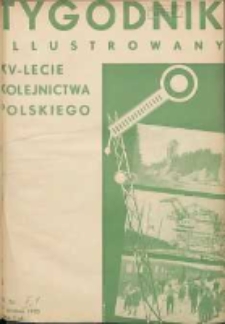 TYGODNIK
ILLUSTROWANY
XV-LECIE
KOLEJNICTWA
POLSKIEGO